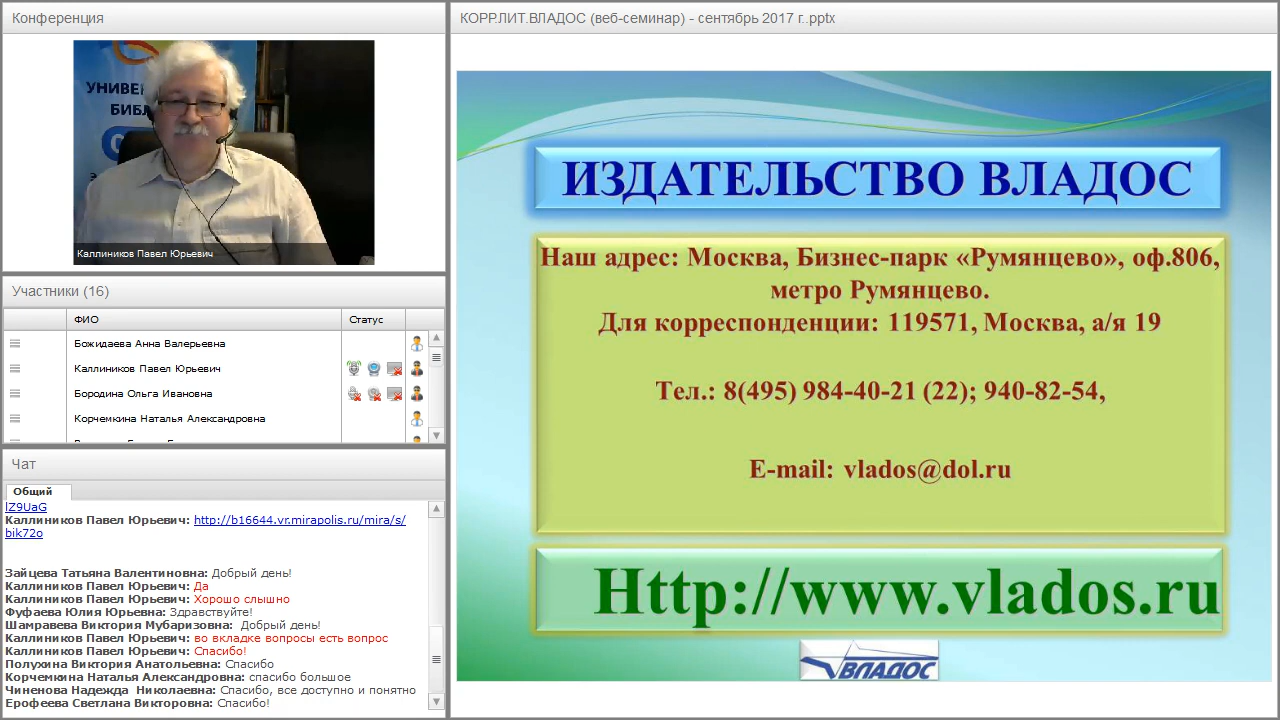 Конференция
УНИВЕ
БИБЛ
Каллиников Павел Юрьевич
Участники (16)
ФИО
Статус
Божидаева Анна Валерьевна
Каллиников Павел Юрьевич
Бородина Ольга Ивановна
Корчемкина Наталья Александровна
Чат
Общий
lZ9UaG
Каллиников Павел Юрьевич: http://b16644.vr.mirapolis.ru/mira/s/
bik72o
Зайцева Татьяна Валентиновна: Добрый день!
Каллиников Павел Юрьевич: Да
Каллиников Павел Юрьевич: Хорошо слышно
Фуфаева Юлия Юрьевна: Здравствуйте!
Шамравева Виктория Мубаризовна: Добрый день!
Каллиников Павел Юрьевич: во вкладке вопросы есть вопрос
Каллиников Павел Юрьевич: Спасибо!
Полухина Виктория Анатольевна: Спасибо
Корчемкина Наталья Александровна: спасибо большое
Чиненова Надежда Николаевна: Спасибо, все доступно и понятно
Ерофеева Светлана Викторовна: Спасибо!
КОРР.ЛИТ.ВЛАДОС (веб-семинар) - сентябрь 2017 г..pptx
ИЗДАТЕЛЬСТВО ВЛАДОС
Наш адрес: Москва, Бизнес-парк «Румянцево», оф.806,
метро Румянцево.
Для корреспонденции: 119571, Москва, а/я 19
Тел.: 8(495) 984-40-21 (22); 940-82-54,
E-mail: vlados@dol.ru
Http://www.vlados.ru
ВЛАДОС